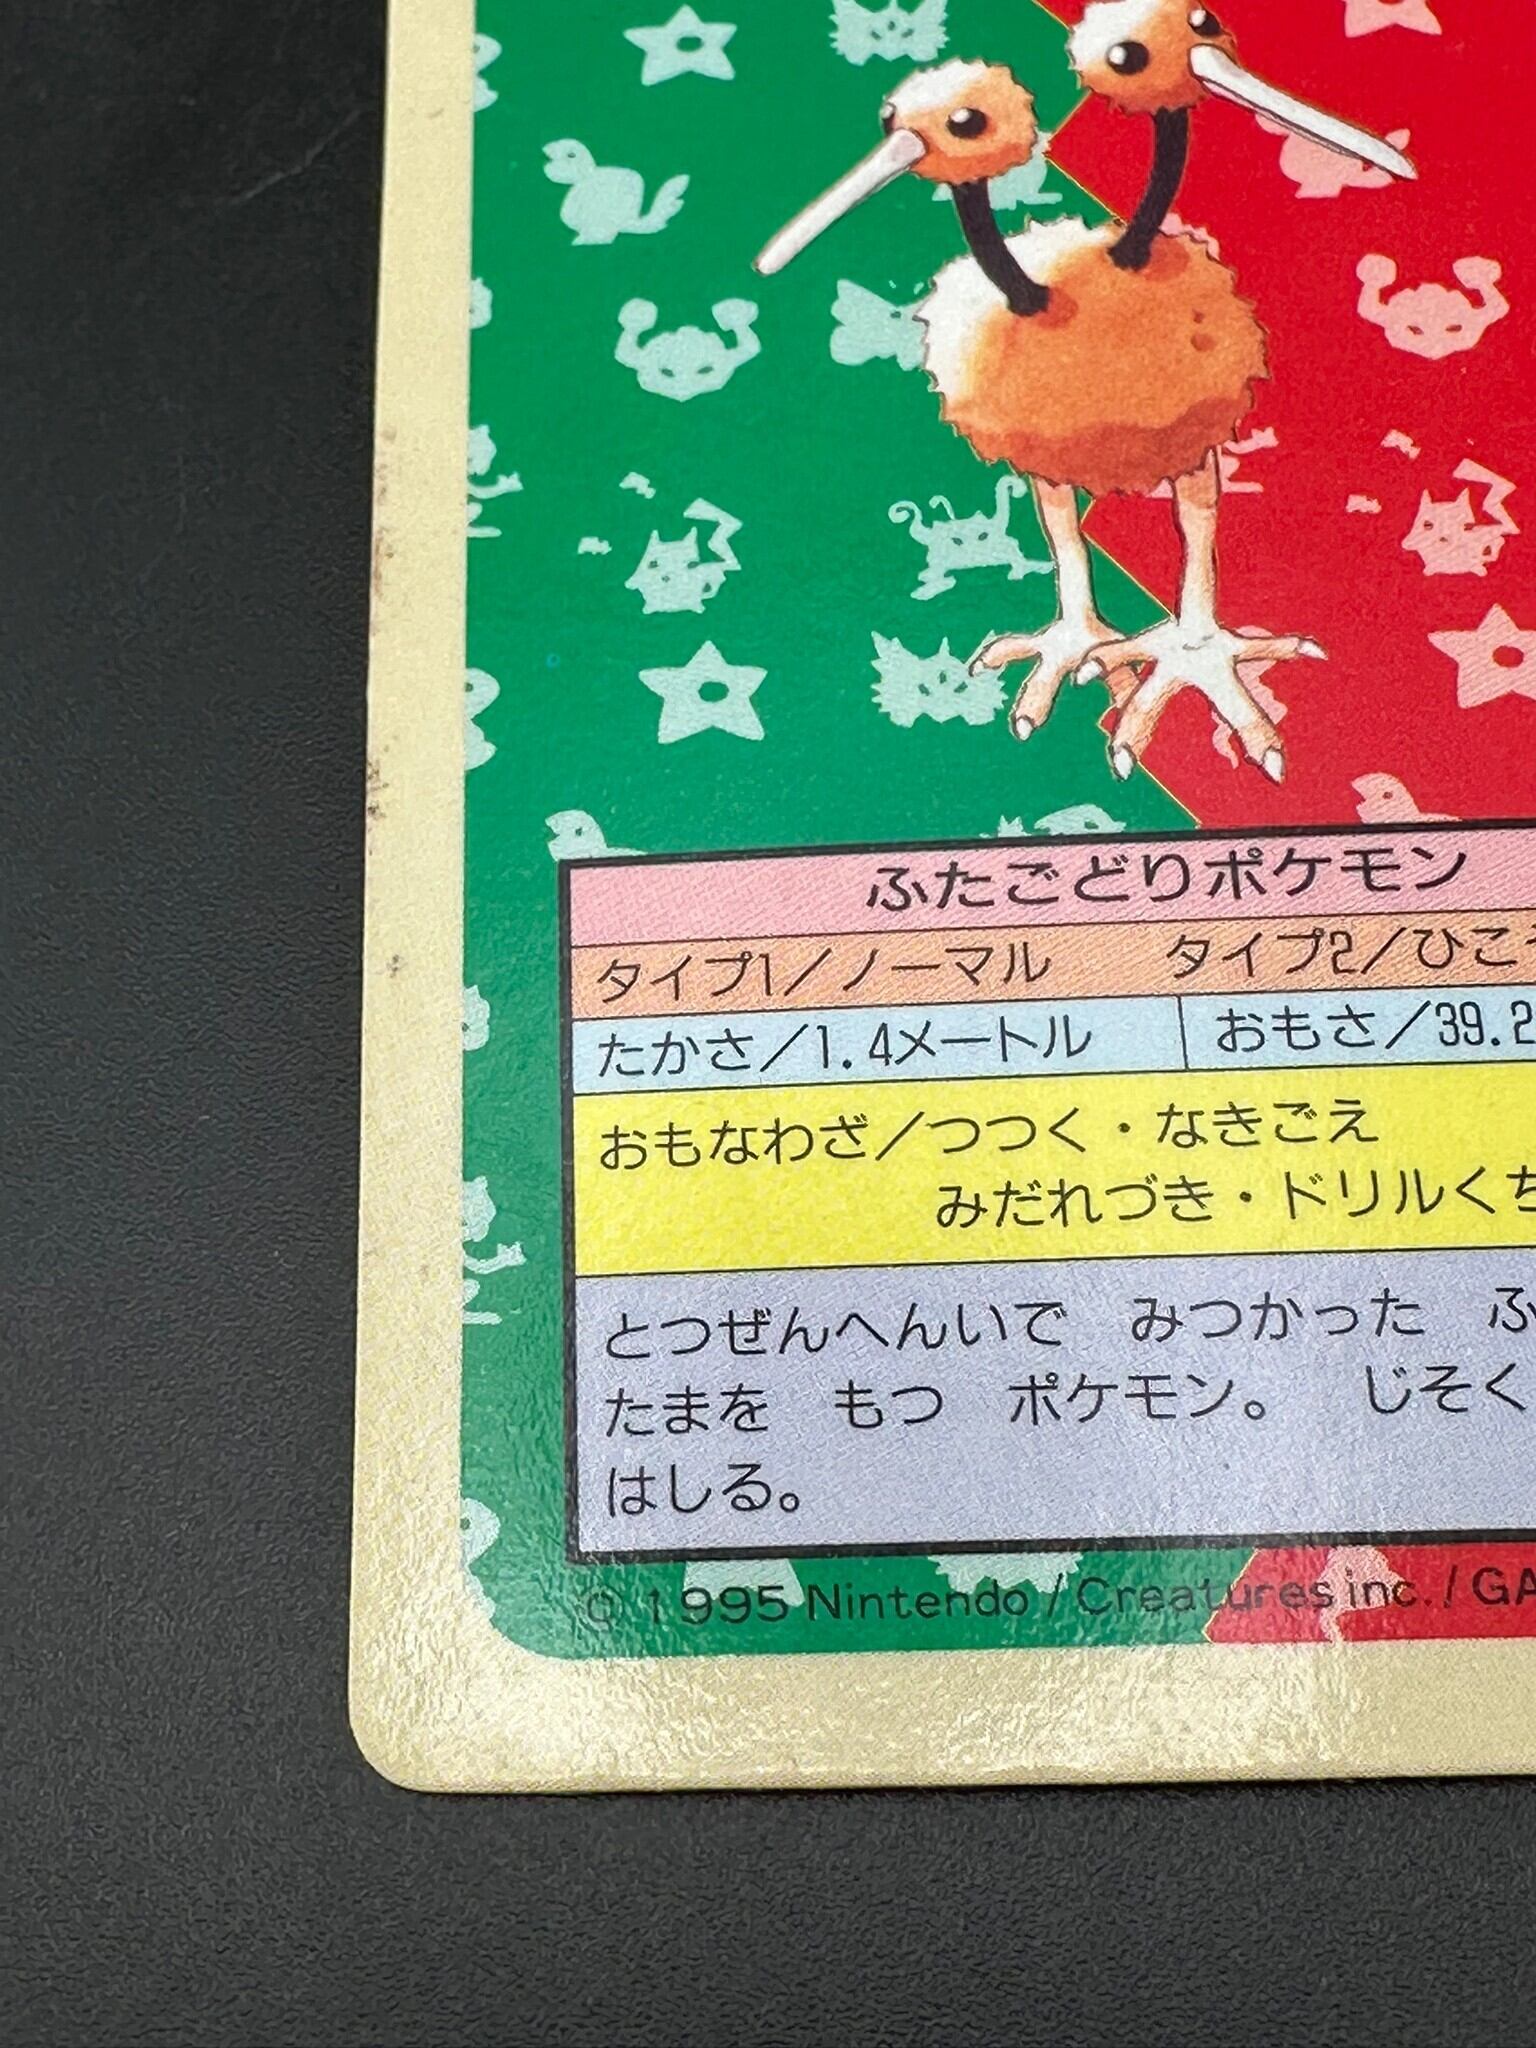 ふたごどりポケモン
タイプ1／ノーマル　タイプ2／ひこ
たかさ／1.4メートル　おもさ／39.2
おもなわざ／つつく・なきごえ
みだれづき・ドリルくち
とつぜんへんいで　みつかった　ふ
たまを　もつ　ポケモン。　じそく
はしる。
© 1995 Nintendo / Creatures inc. / GA